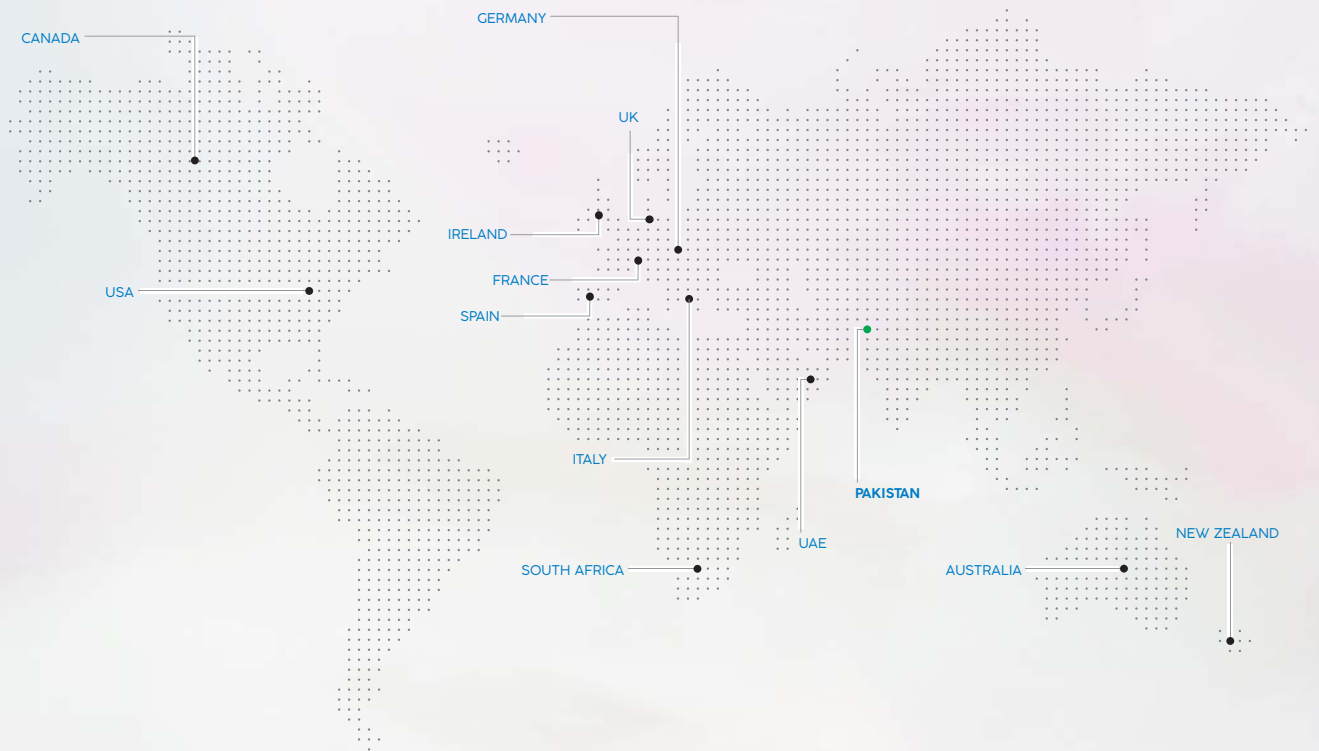 GERMANY
CANADA
UK
IRELAND
FRANCE
USA
SPAIN
ITALY
PAKISTAN
NEW ZEALAND
UAE
SOUTH AFRICA
AUSTRALIA